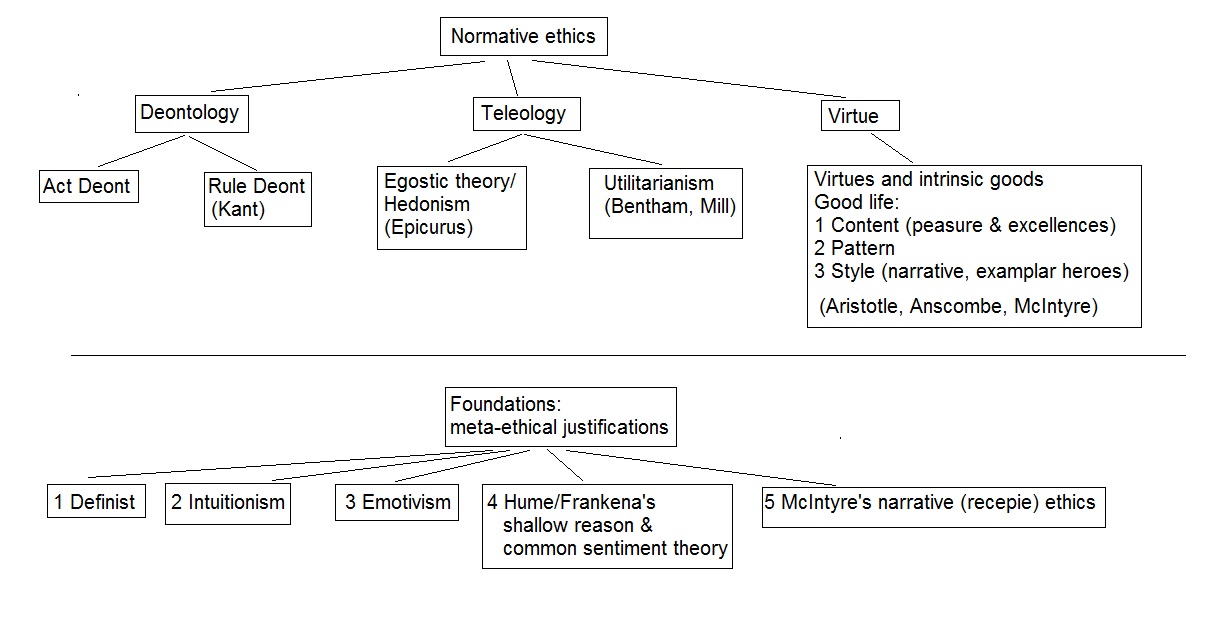 Normative ethics
Deontology
Teleology
Virtue
Act Deont
Rule Deont
(Kant)
Egostic theory/
Hedonism
(Epicurus)
Utilitarianism
(Bentham, Mill)
Virtues and intrinsic goods
Good life:
1 Content (peasure & excellences)
2 Pattern
3 Style (narrative, examplar heroes)
(Aristotle, Anscombe, McIntyre)
Foundations:
meta-ethical justifications
1 Definist
2 Intuitionism
3 Emotivism
4 Hume/Frankena's
shallow reason &
common sentiment theory
5 McIntyre's narrative (recepie) ethics